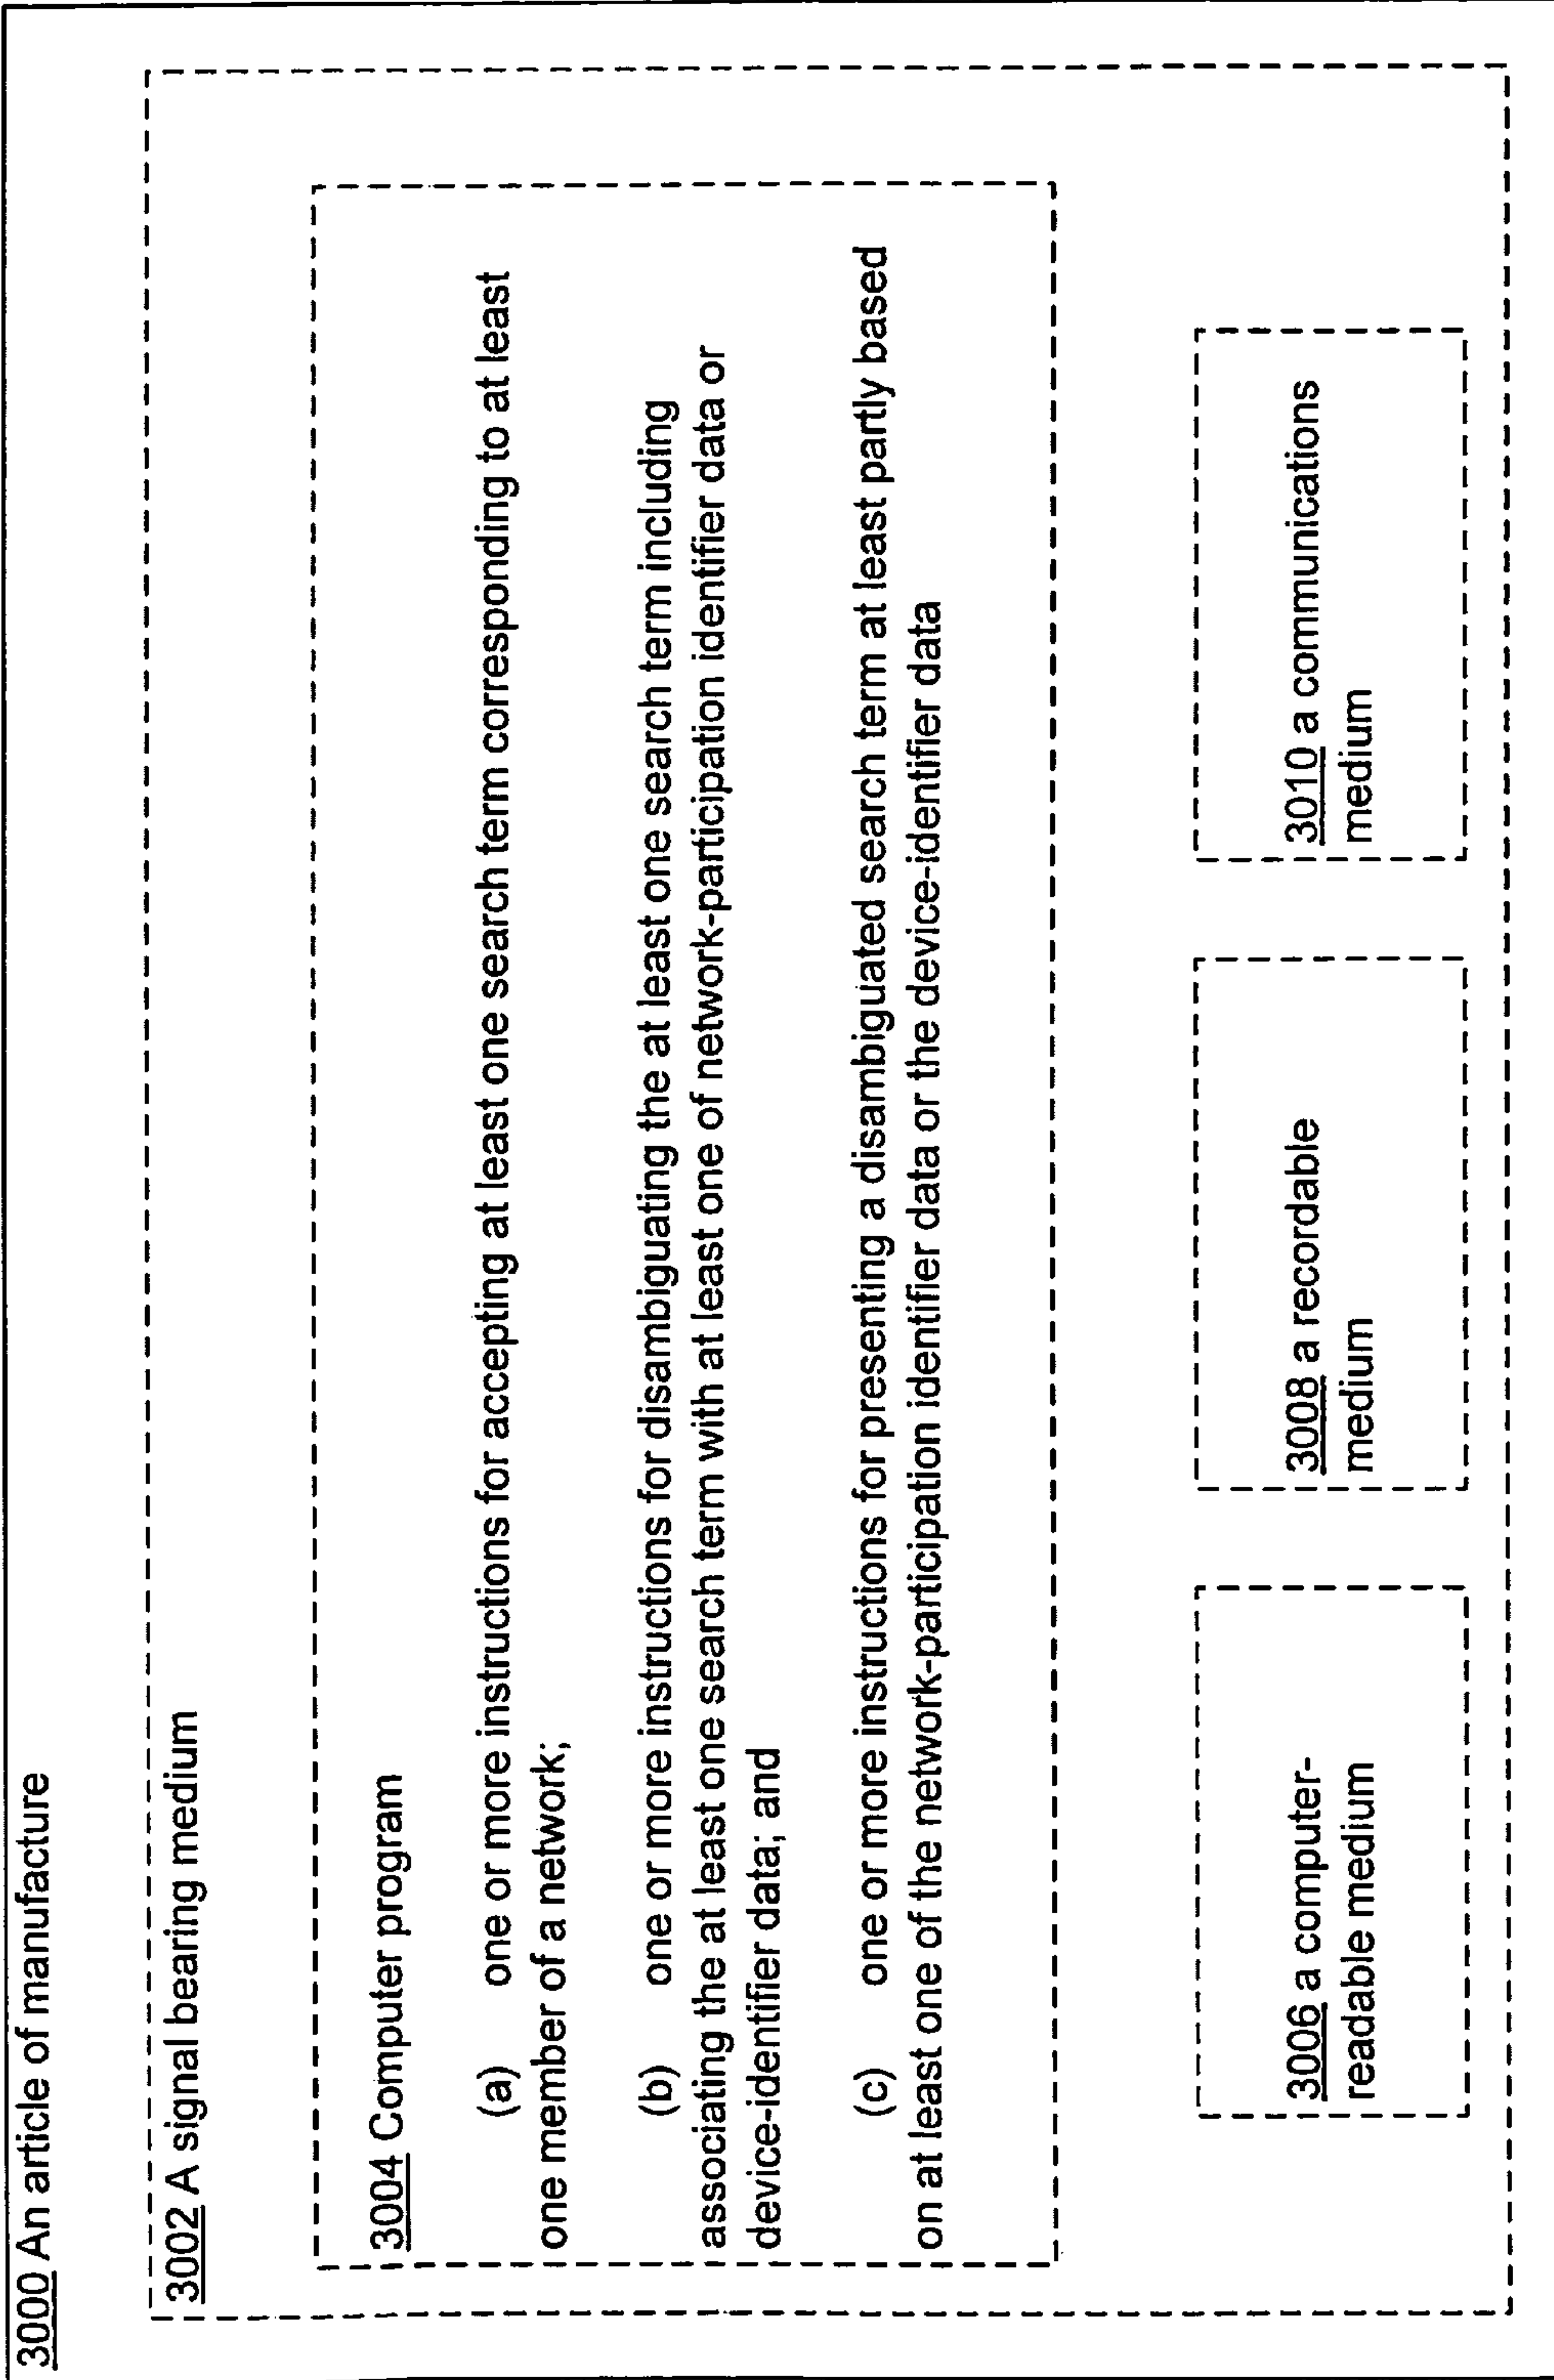 3000 An article of manufacture
3002 A signal bearing medium
3004 Computer program
(a) one or more instructions for accepting at least one search term corresponding to at least
one member of a network;
(b) one or more instructions for disambiguating the at least one search term including
associating the at least one search term with at least one of network-participation identifier data or
device-identifier data; and
(c) one or more instructions for presenting a disambiguated search term at least partly based
on at least one of the network-participation identifier data or the device-identifier data
3006 a computer-
readable medium
3008 a recordable
medium
3010 a communications
medium